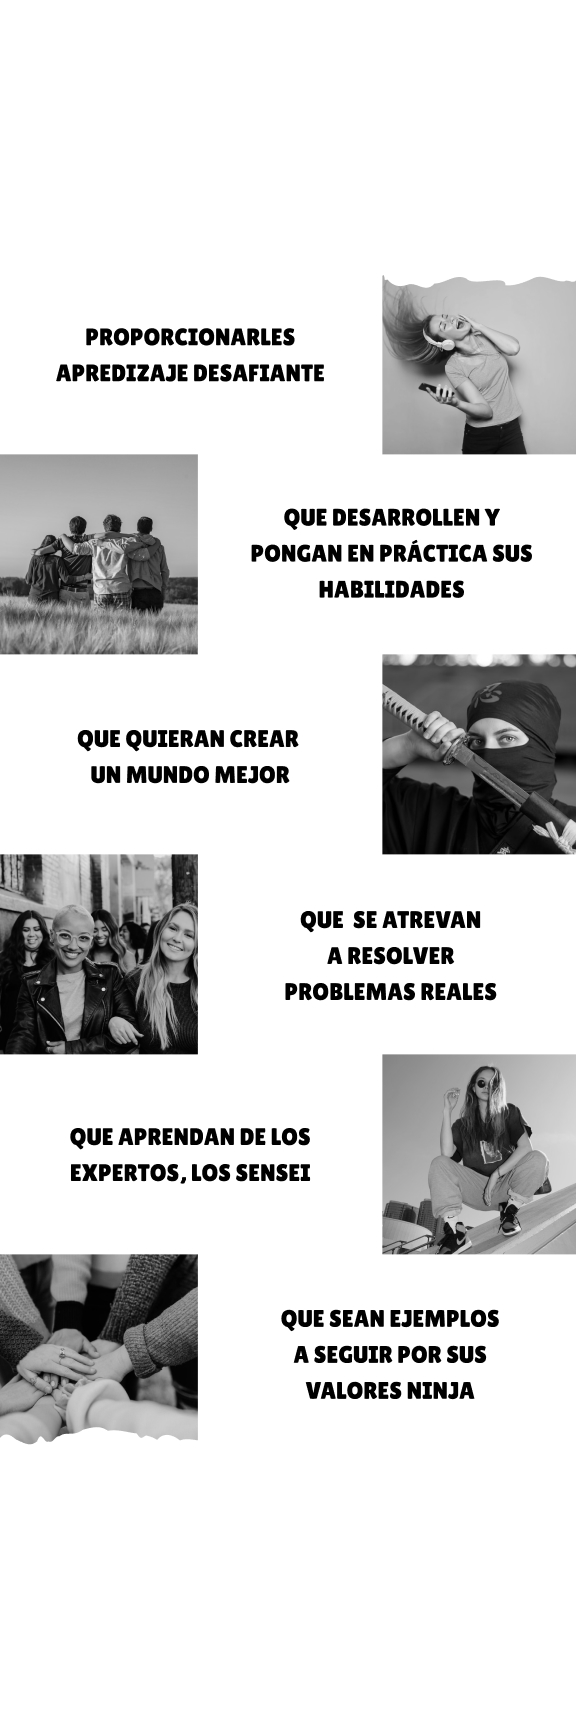 PROPORCIONARLES
APREDIZAJE DESAFIANTE
QUE DESARROLLEN Y
PONGAN EN PRÁCTICA SUS
HABILIDADES
QUE QUIERAN CREAR
UN MUNDO MEJOR
QUE SE ATREVAN
A RESOLVER
PROBLEMAS REALES
QUE APRENDAN DE LOS
EXPERTOS, LOS SENSEI
QUE SEAN EJEMPLOS
A SEGUIR POR SUS
VALORES NINJA